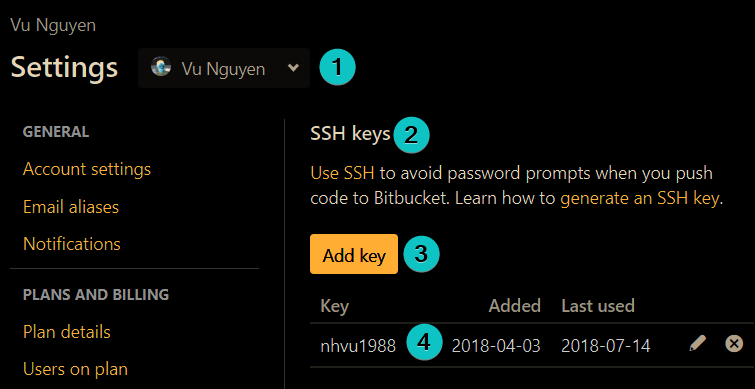 Vu Nguyen
Settings
Vu Nguyen
1
GENERAL
Account settings
Email aliases
Notifications
PLANS AND BILLING
Plan details
Users on plan
SSH keys 2
Use SSH to avoid password prompts when you push
code to Bitbucket. Learn how to generate an SSH key.
Add key 3
Key Added Last used
nhvu1988 4 2018-04-03 2018-07-14